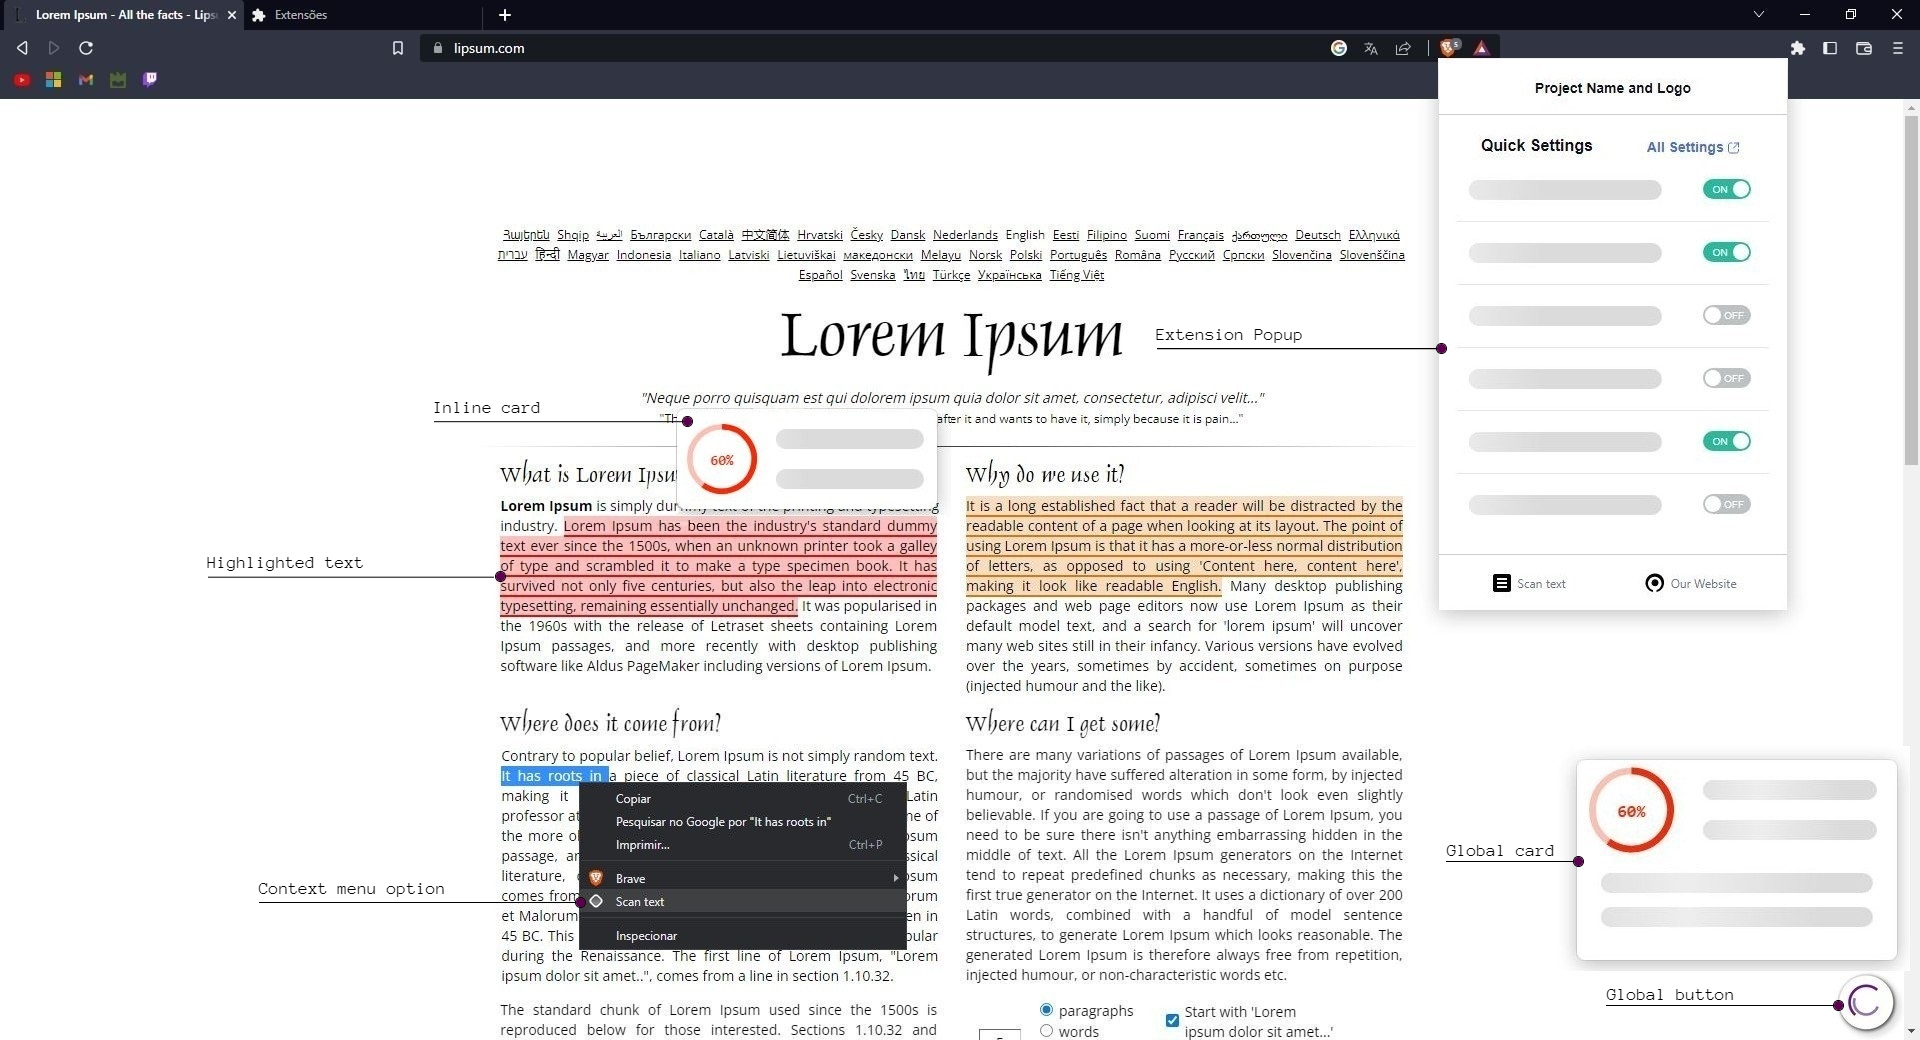 Lorem Ipsum - All the facts - Lips
Extensões
lipsum.com
5
Project Name and Logo
Quick Settings
All Settings
ON
ON
OFF
OFF
ON
OFF
Scan text
Our Website
Հայերեն Shqip العربية Български Català 中文简体 Hrvatski Česky Dansk Nederlands English Eesti Filipino Suomi Français ქართული Deutsch Ελληνικά
עברית हिन्दी Magyar Indonesia Italiano Latviski Lietuviškai македонски Melayu Norsk Polski Português Româna Русский Српски Slovenčina Slovenščina
Español Svenska ไทย Türkçe Українська Tiếng Việt
Lorem Ipsum
Extension Popup
"Neque porro quisquam est qui dolorem ipsum quia dolor sit amet, consectetur, adipisci velit..."
"Th after it and wants to have it, simply because it is pain..."
Inline card
60%
What is Lorem Ipsu
Lorem Ipsum is simply dummy text of the printing and typesetting
industry. Lorem Ipsum has been the industry's standard dummy
text ever since the 1500s, when an unknown printer took a galley
of type and scrambled it to make a type specimen book. It has
survived not only five centuries, but also the leap into electronic
typesetting, remaining essentially unchanged. It was popularised in
the 1960s with the release of Letraset sheets containing Lorem
Ipsum passages, and more recently with desktop publishing
software like Aldus PageMaker including versions of Lorem Ipsum.
Highlighted text
Why do we use it?
It is a long established fact that a reader will be distracted by the
readable content of a page when looking at its layout. The point of
using Lorem Ipsum is that it has a more-or-less normal distribution
of letters, as opposed to using 'Content here, content here',
making it look like readable English. Many desktop publishing
packages and web page editors now use Lorem Ipsum as their
default model text, and a search for 'lorem ipsum' will uncover
many web sites still in their infancy. Various versions have evolved
over the years, sometimes by accident, sometimes on purpose
(injected humour and the like).
Where does it come from?
Contrary to popular belief, Lorem Ipsum is not simply random text.
It has roots in a piece of classical Latin literature from 45 BC,
making it Latin
professor at ne of
the more ob psum
passage, an ssical
literature, psum
comes from orum
et Malorum en in
45 BC. This pular
during the Renaissance. The first line of Lorem Ipsum, "Lorem
ipsum dolor sit amet..", comes from a line in section 1.10.32.
The standard chunk of Lorem Ipsum used since the 1500s is
reproduced below for those interested. Sections 1.10.32 and
Copiar Ctrl+C
Pesquisar no Google por "It has roots in"
Imprimir... Ctrl+P
Brave
Scan text
Inspecionar
Context menu option
Where can I get some?
There are many variations of passages of Lorem Ipsum available,
but the majority have suffered alteration in some form, by injected
humour, or randomised words which don't look even slightly
believable. If you are going to use a passage of Lorem Ipsum, you
need to be sure there isn't anything embarrassing hidden in the
middle of text. All the Lorem Ipsum generators on the Internet
tend to repeat predefined chunks as necessary, making this the
first true generator on the Internet. It uses a dictionary of over 200
Latin words, combined with a handful of model sentence
structures, to generate Lorem Ipsum which looks reasonable. The
generated Lorem Ipsum is therefore always free from repetition,
injected humour, or non-characteristic words etc.
paragraphs
words
Start with 'Lorem
ipsum dolor sit amet...'
60%
Global card
Global button